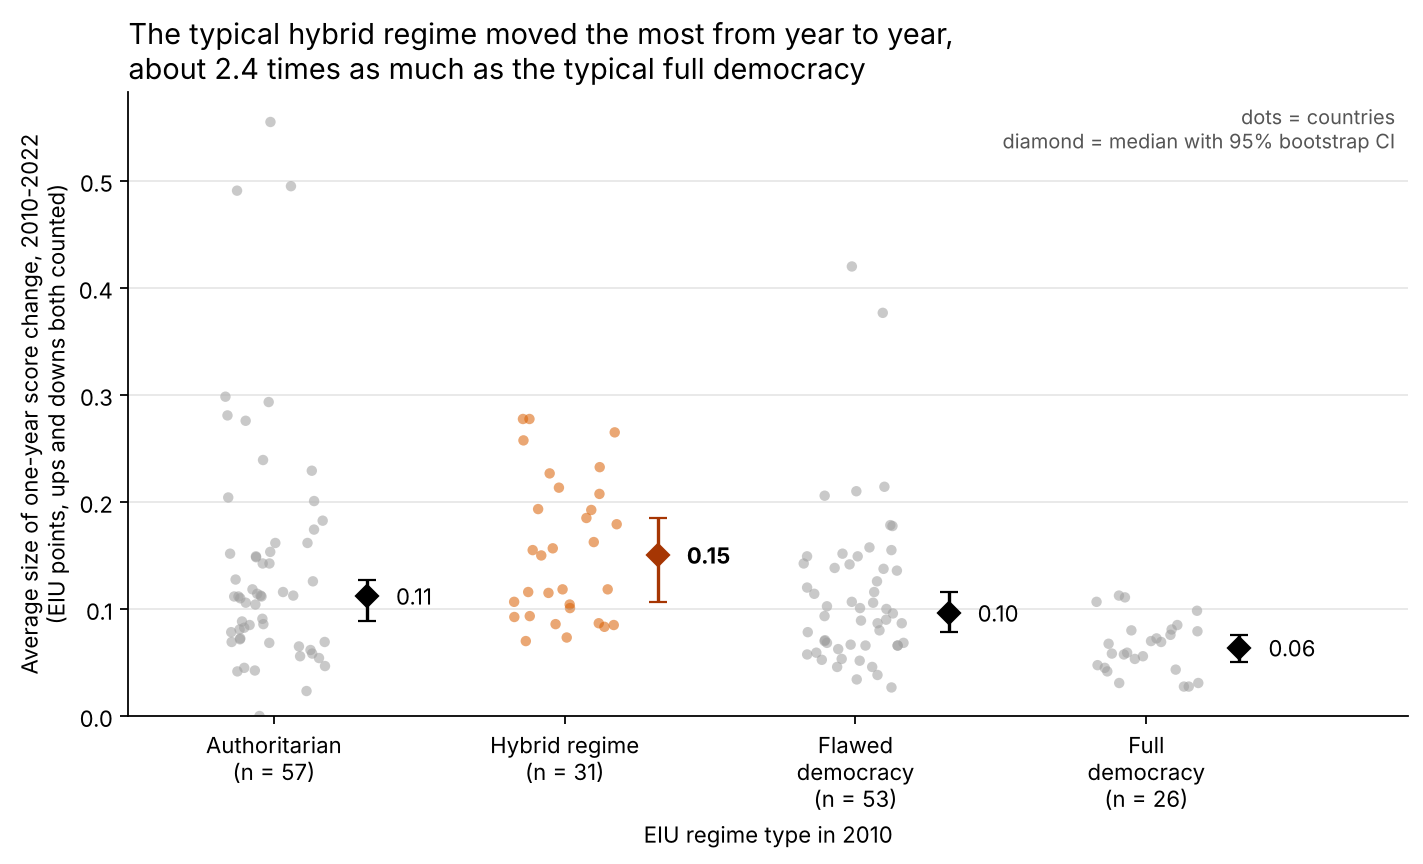 The typical hybrid regime moved the most from year to year,
about 2.4 times as much as the typical full democracy
dots = countries
diamond = median with 95% bootstrap CI
Average size of one-year score change, 2010-2022
(EIU points, ups and downs both counted)
0.5
0.4
0.3
0.2
0.1
0.0
0.11
0.15
0.10
0.06
Authoritarian
(n = 57)
Hybrid regime
(n = 31)
Flawed
democracy
(n = 53)
Full
democracy
(n = 26)
EIU regime type in 2010